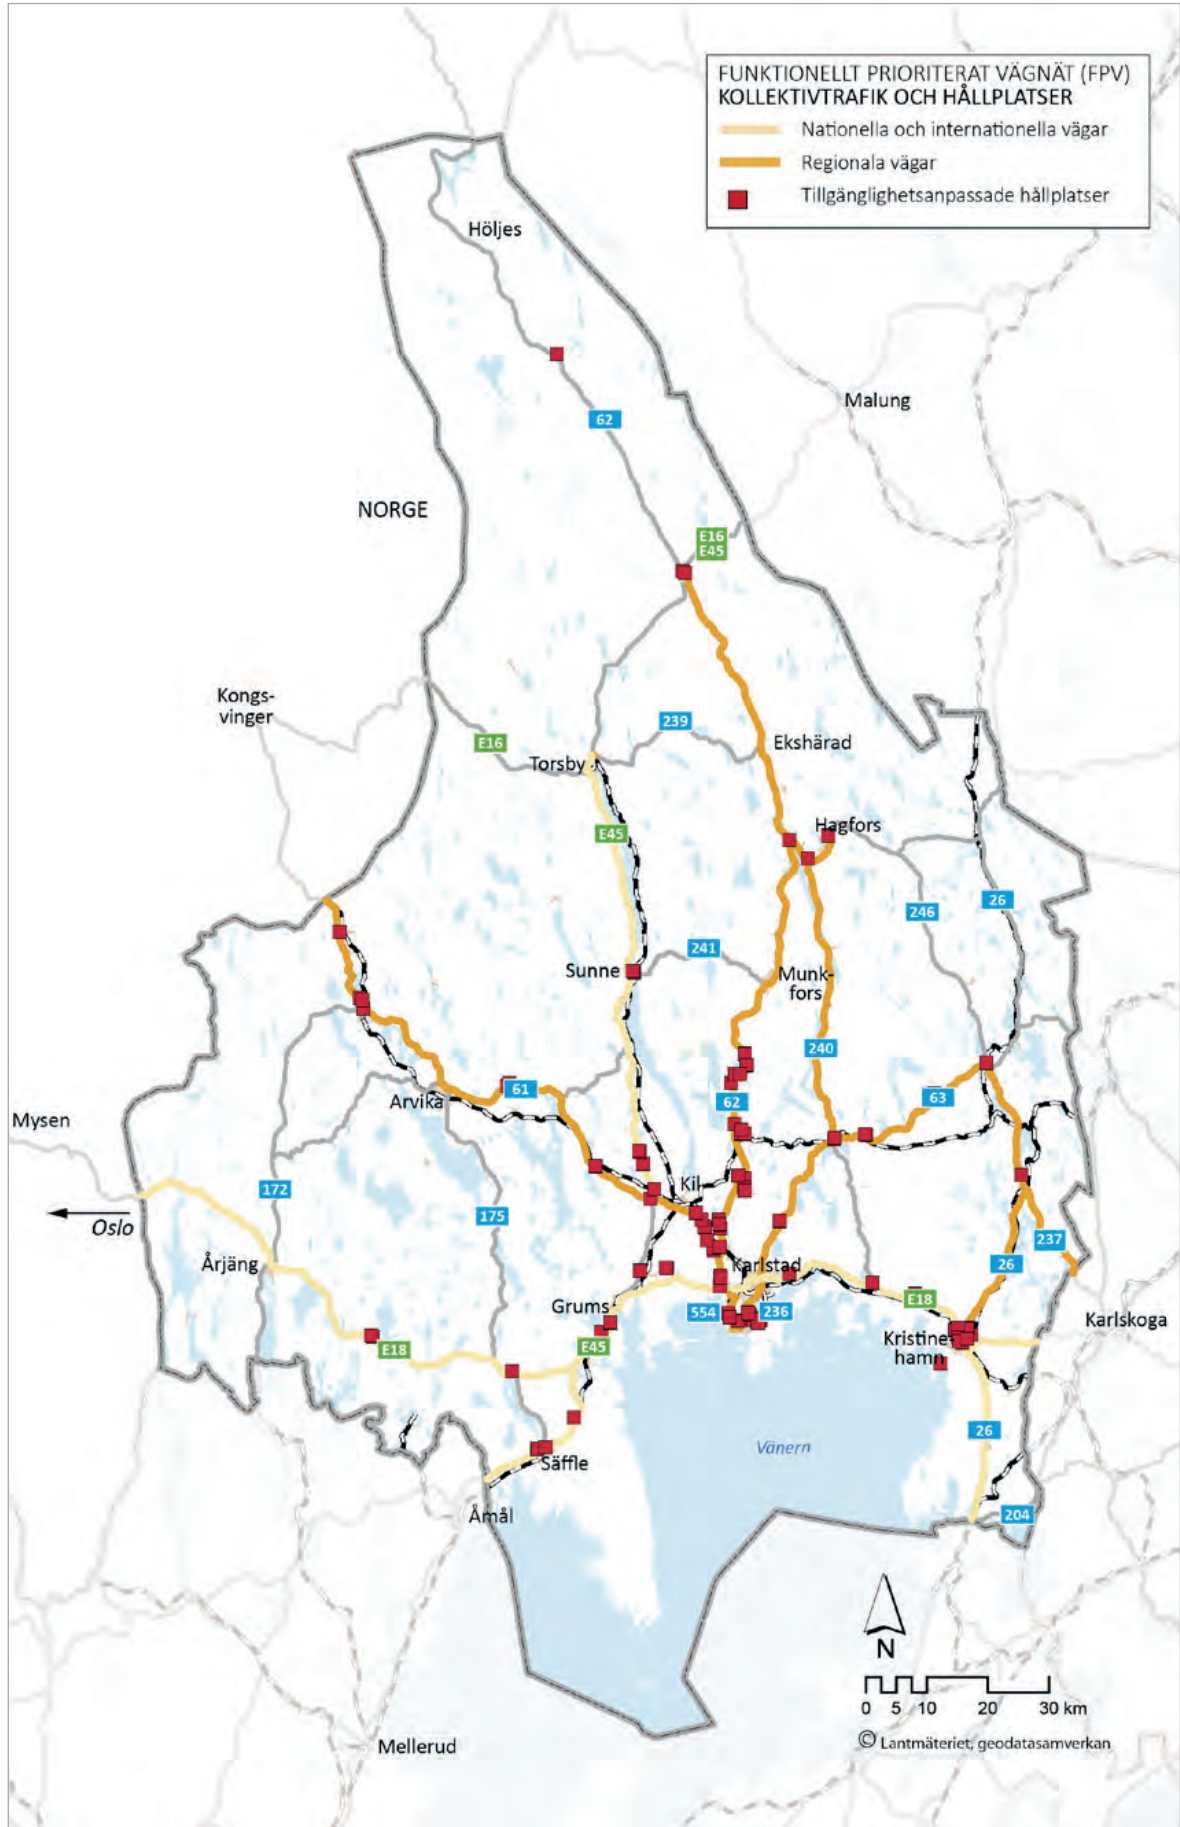 FUNKTIONELLT PRIORITERAT VÄGNÄT (FPV)
KOLLEKTIVTRAFIK OCH HÅLLPLATSER
Nationella och internationella vägar
Regionala vägar
Tillgänglighetsanpassade hållplatser
Höljes
Malung
62
NORGE
E16
E45
Kongs-
vinger
239
E16
Ekshärad
Torsby
E45
Hagfors
26
246
241
Sunne
Munk-
fors
240
61
63
62
Arvika
Mysen
Kil
172
175
Oslo
237
Årjäng
Karlstad
26
E18
Grums
554
236
Karlskoga
Kristine-
hamn
E18
E45
26
Vänern
Säffle
Åmål
204
N
0 5 10 20 30 km
© Lantmäteriet, geodatasamverkan
Mellerud